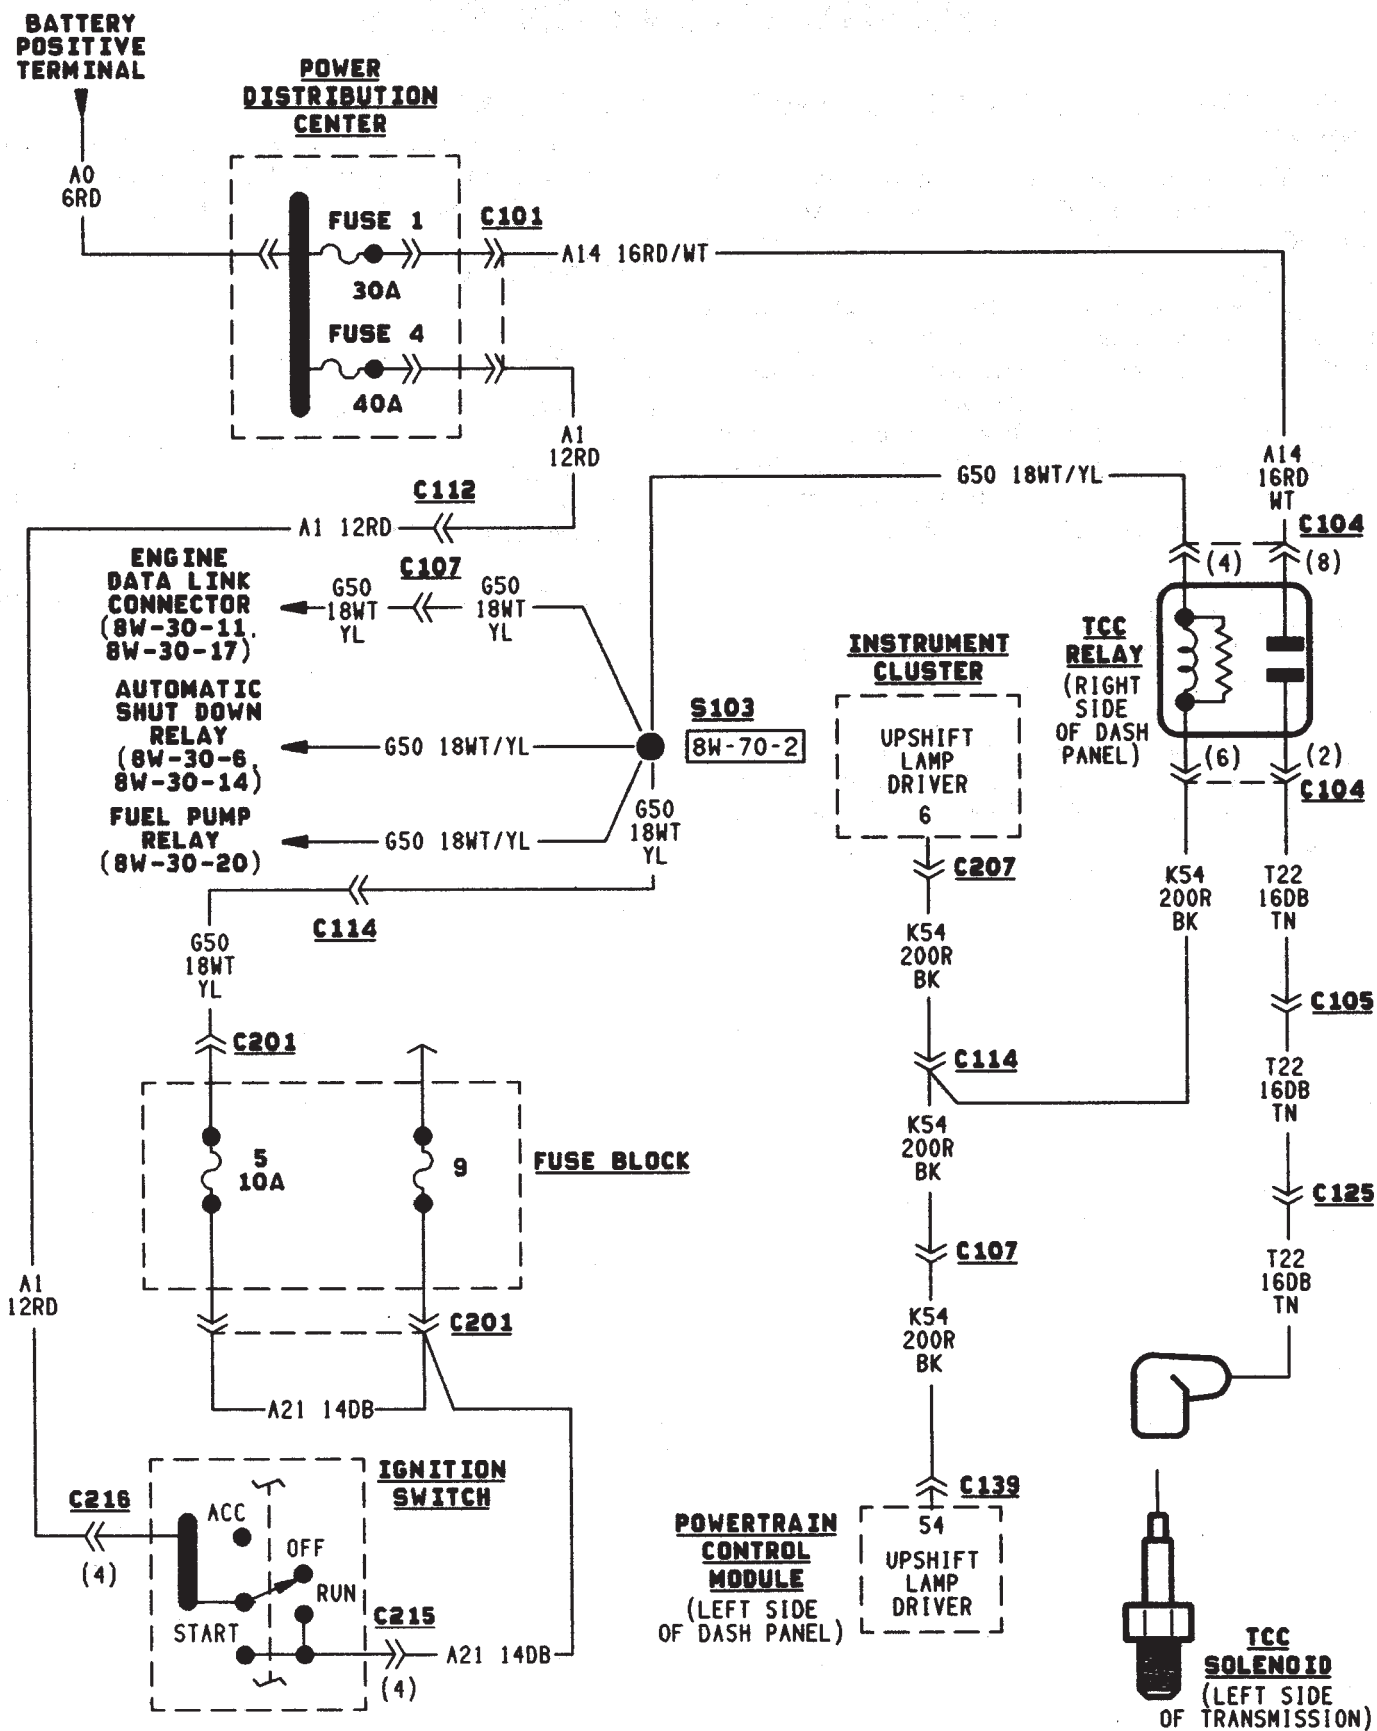 BATTERY
POSITIVE
TERMINAL
POWER
DISTRIBUTION
CENTER
A0
6RD
FUSE 1
30A
C101
A14 16RD/WT
FUSE 4
40A
A1
12RD
A14
16RD
WT
G50 18WT/YL
C112
A1 12RD
C104
(4)
(8)
ENGINE
DATA LINK
CONNECTOR
(8W-30-11,
8W-30-17)
G50
18WT
YL
C107
G50
18WT
YL
TCC
RELAY
(RIGHT
SIDE
OF DASH
PANEL)
INSTRUMENT
CLUSTER
AUTOMATIC
SHUT DOWN
RELAY
(8W-30-6,
8W-30-14)
G50 18WT/YL
S103
8W-70-2
UPSHIFT
LAMP
DRIVER
6
(6)
(2)
C104
FUEL PUMP
RELAY
(8W-30-20)
G50 18WT/YL
G50
18WT
YL
C207
K54
200R
BK
T22
16DB
TN
C114
G50
18WT
YL
K54
200R
BK
C105
C201
C114
T22
16DB
TN
K54
200R
BK
5
10A
9
FUSE BLOCK
C125
C107
T22
16DB
TN
A1
12RD
C201
K54
200R
BK
A21 14DB
IGNITION
SWITCH
C216
(4)
ACC
OFF
RUN
START
C215
(4)
A21 14DB
C139
POWERTRAIN
CONTROL
MODULE
(LEFT SIDE
OF DASH PANEL)
54
UPSHIFT
LAMP
DRIVER
TCC
SOLENOID
(LEFT SIDE
OF TRANSMISSION)